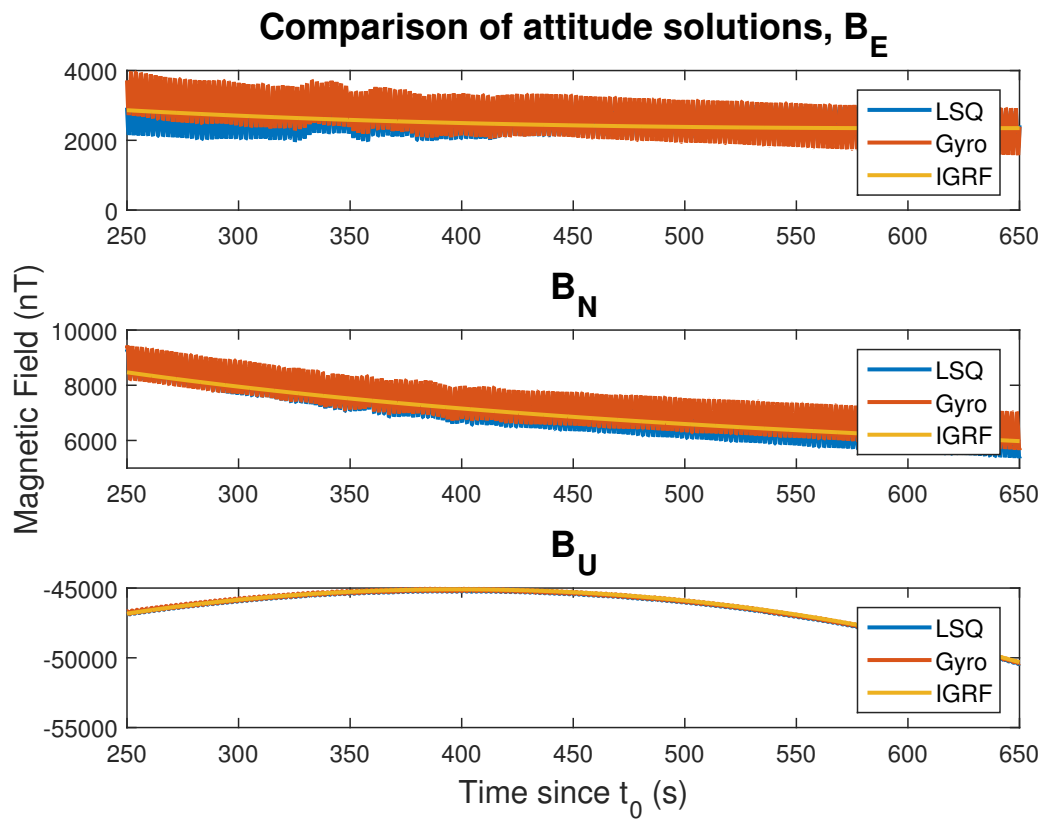 Comparison of attitude solutions, B_E
4000
2000
0
250 300 350 400 450 500 550 600 650
LSQ
Gyro
IGRF
B_N
Magnetic Field (nT)
10000
8000
6000
250 300 350 400 450 500 550 600 650
LSQ
Gyro
IGRF
B_U
-45000
-50000
-55000
250 300 350 400 450 500 550 600 650
LSQ
Gyro
IGRF
Time since t_0 (s)